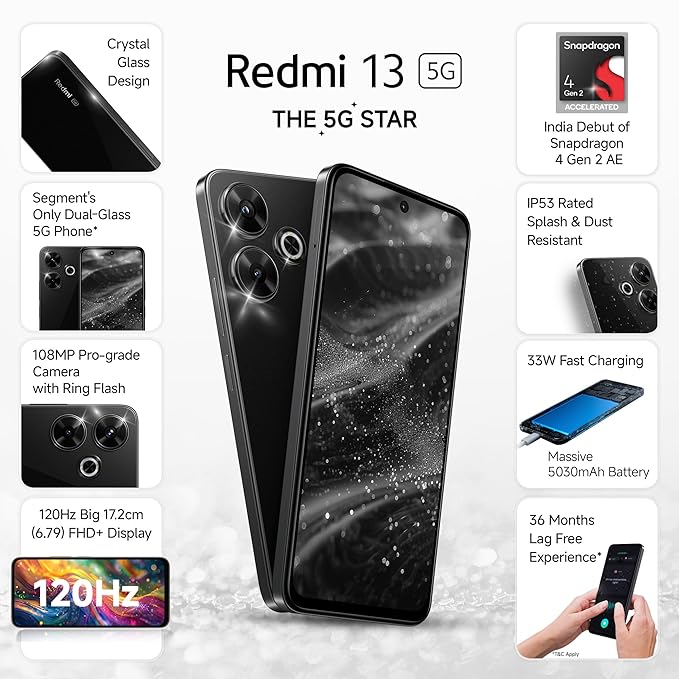 Redmi 13 5G
THE 5G STAR
Crystal
Glass
Design
Redmi 5G
Segment's
Only Dual-Glass
5G Phone*
108MP Pro-grade
Camera
with Ring Flash
120Hz Big 17.2cm
(6.79) FHD+ Display
120Hz
Snapdragon
4
Gen 2
ACCELERATED
India Debut of
Snapdragon
4 Gen 2 AE
IP53 Rated
Splash & Dust
Resistant
33W Fast Charging
Massive
5030mAh Battery
36 Months
Lag Free
Experience*
*T&C Apply